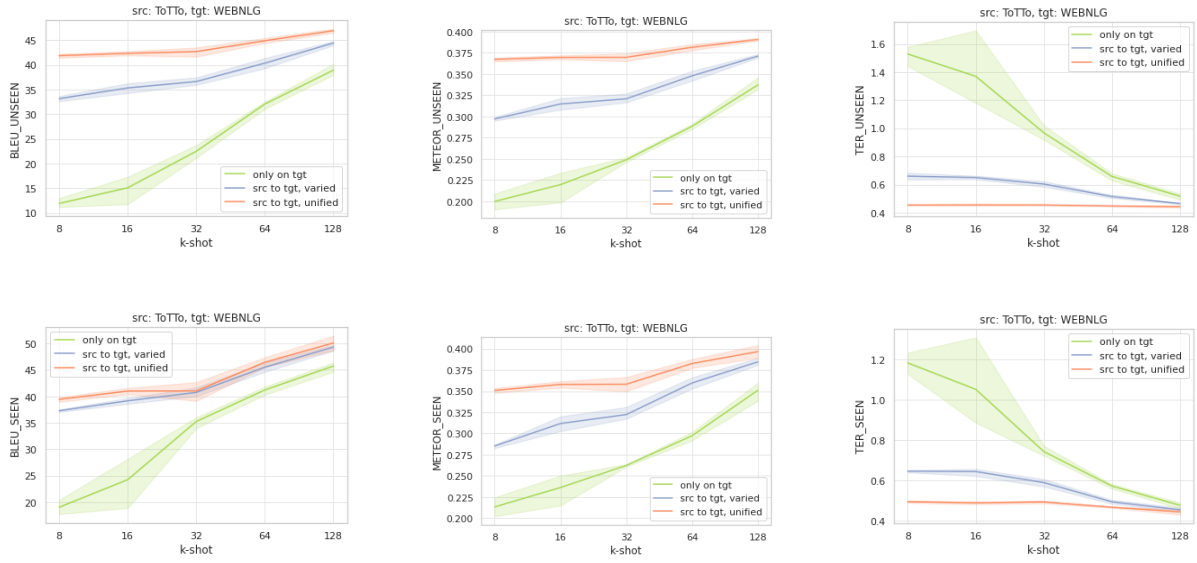 src: ToTTo, tgt: WEBNLG
BLEU_UNSEEN
45
40
35
30
25
20
15
10
only on tgt
src to tgt, varied
src to tgt, unified
8 16 32 64 128
k-shot
src: ToTTo, tgt: WEBNLG
METEOR_UNSEEN
0.400
0.375
0.350
0.325
0.300
0.275
0.250
0.225
0.200
only on tgt
src to tgt, varied
src to tgt, unified
8 16 32 64 128
k-shot
src: ToTTo, tgt: WEBNLG
TER_UNSEEN
1.6
1.4
1.2
1.0
0.8
0.6
0.4
only on tgt
src to tgt, varied
src to tgt, unified
8 16 32 64 128
k-shot
src: ToTTo, tgt: WEBNLG
BLEU_SEEN
50
45
40
35
30
25
20
only on tgt
src to tgt, varied
src to tgt, unified
8 16 32 64 128
k-shot
src: ToTTo, tgt: WEBNLG
METEOR_SEEN
0.400
0.375
0.350
0.325
0.300
0.275
0.250
0.225
0.200
only on tgt
src to tgt, varied
src to tgt, unified
8 16 32 64 128
k-shot
src: ToTTo, tgt: WEBNLG
TER_SEEN
1.2
1.0
0.8
0.6
0.4
only on tgt
src to tgt, varied
src to tgt, unified
8 16 32 64 128
k-shot